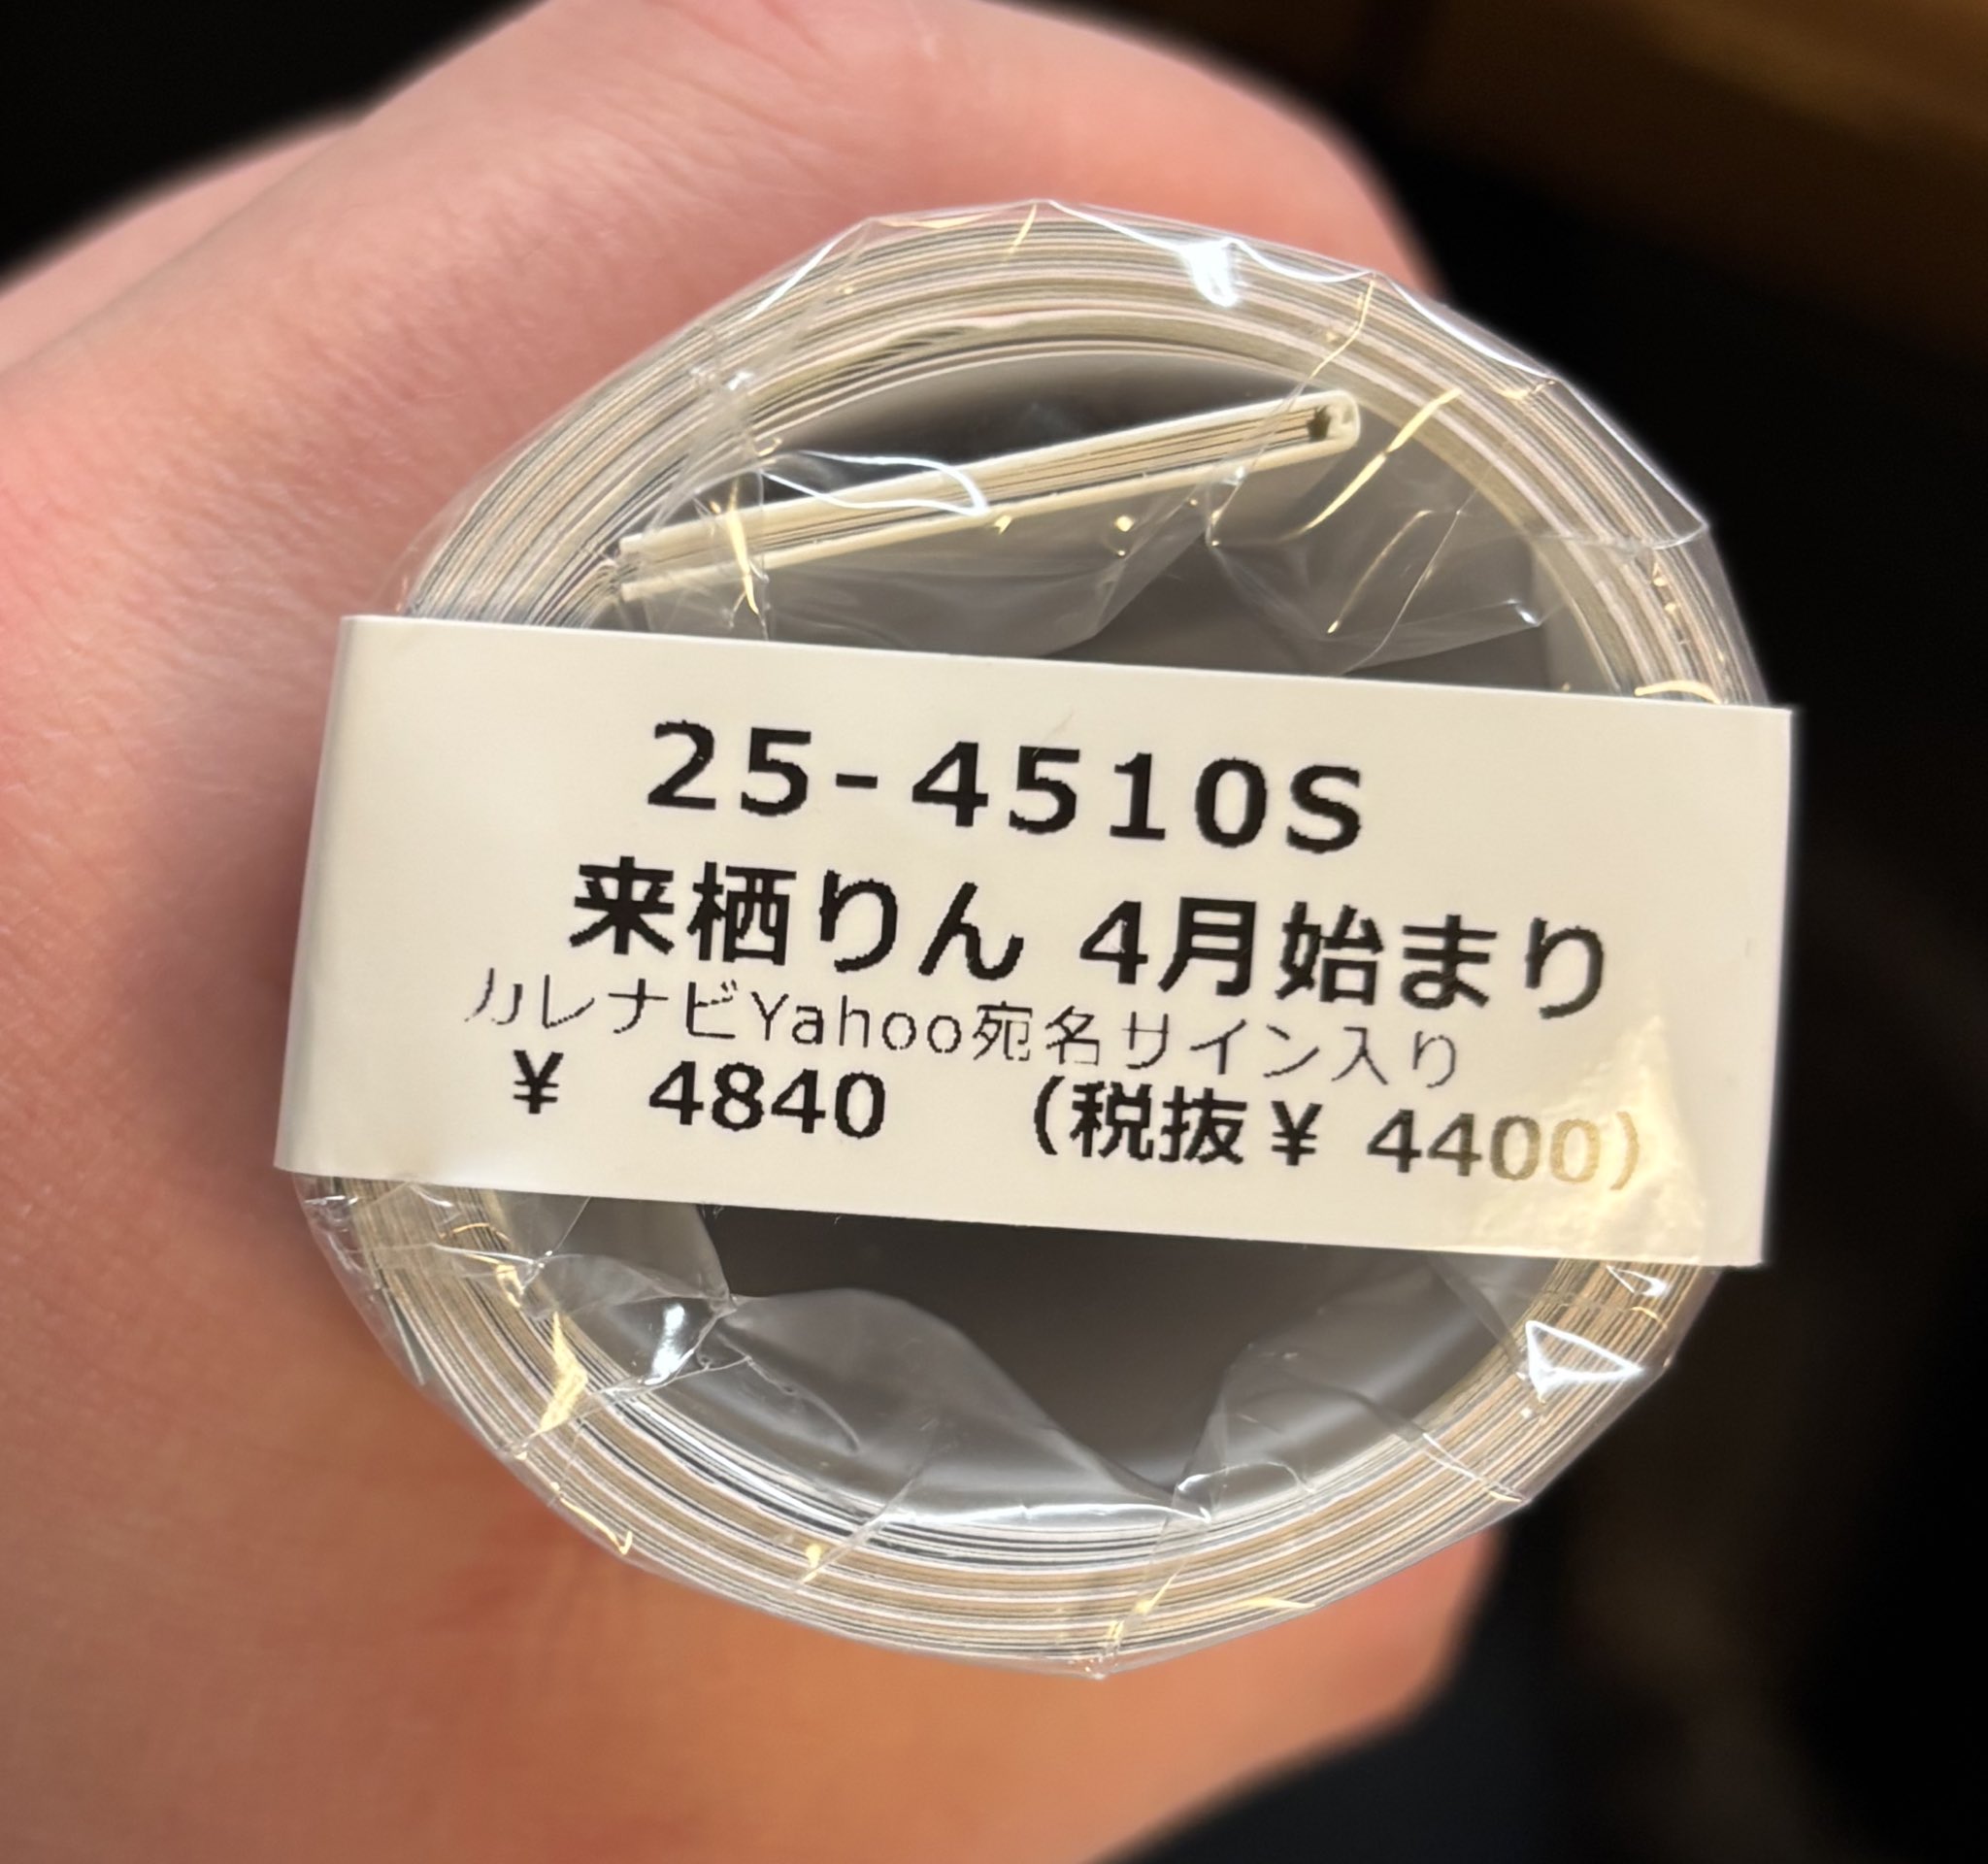 25-4510S
来栖りん 4月始まり
カレナビYahoo宛名サイン入り
¥ 4840 (税抜¥ 4400)